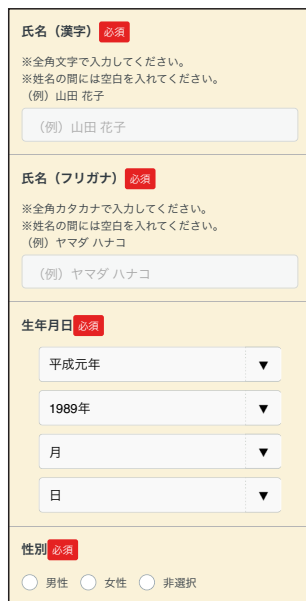 氏名（漢字） 必須
※全角文字で入力してください。
※姓名の間には空白を入れてください。
（例）山田 花子
（例）山田 花子
氏名（フリガナ） 必須
※全角カタカナで入力してください。
※姓名の間には空白を入れてください。
（例）ヤマダ ハナコ
（例）ヤマダ ハナコ
生年月日 必須
平成元年 ▼
1989年 ▼
月 ▼
日 ▼
性別 必須
男性 女性 非選択